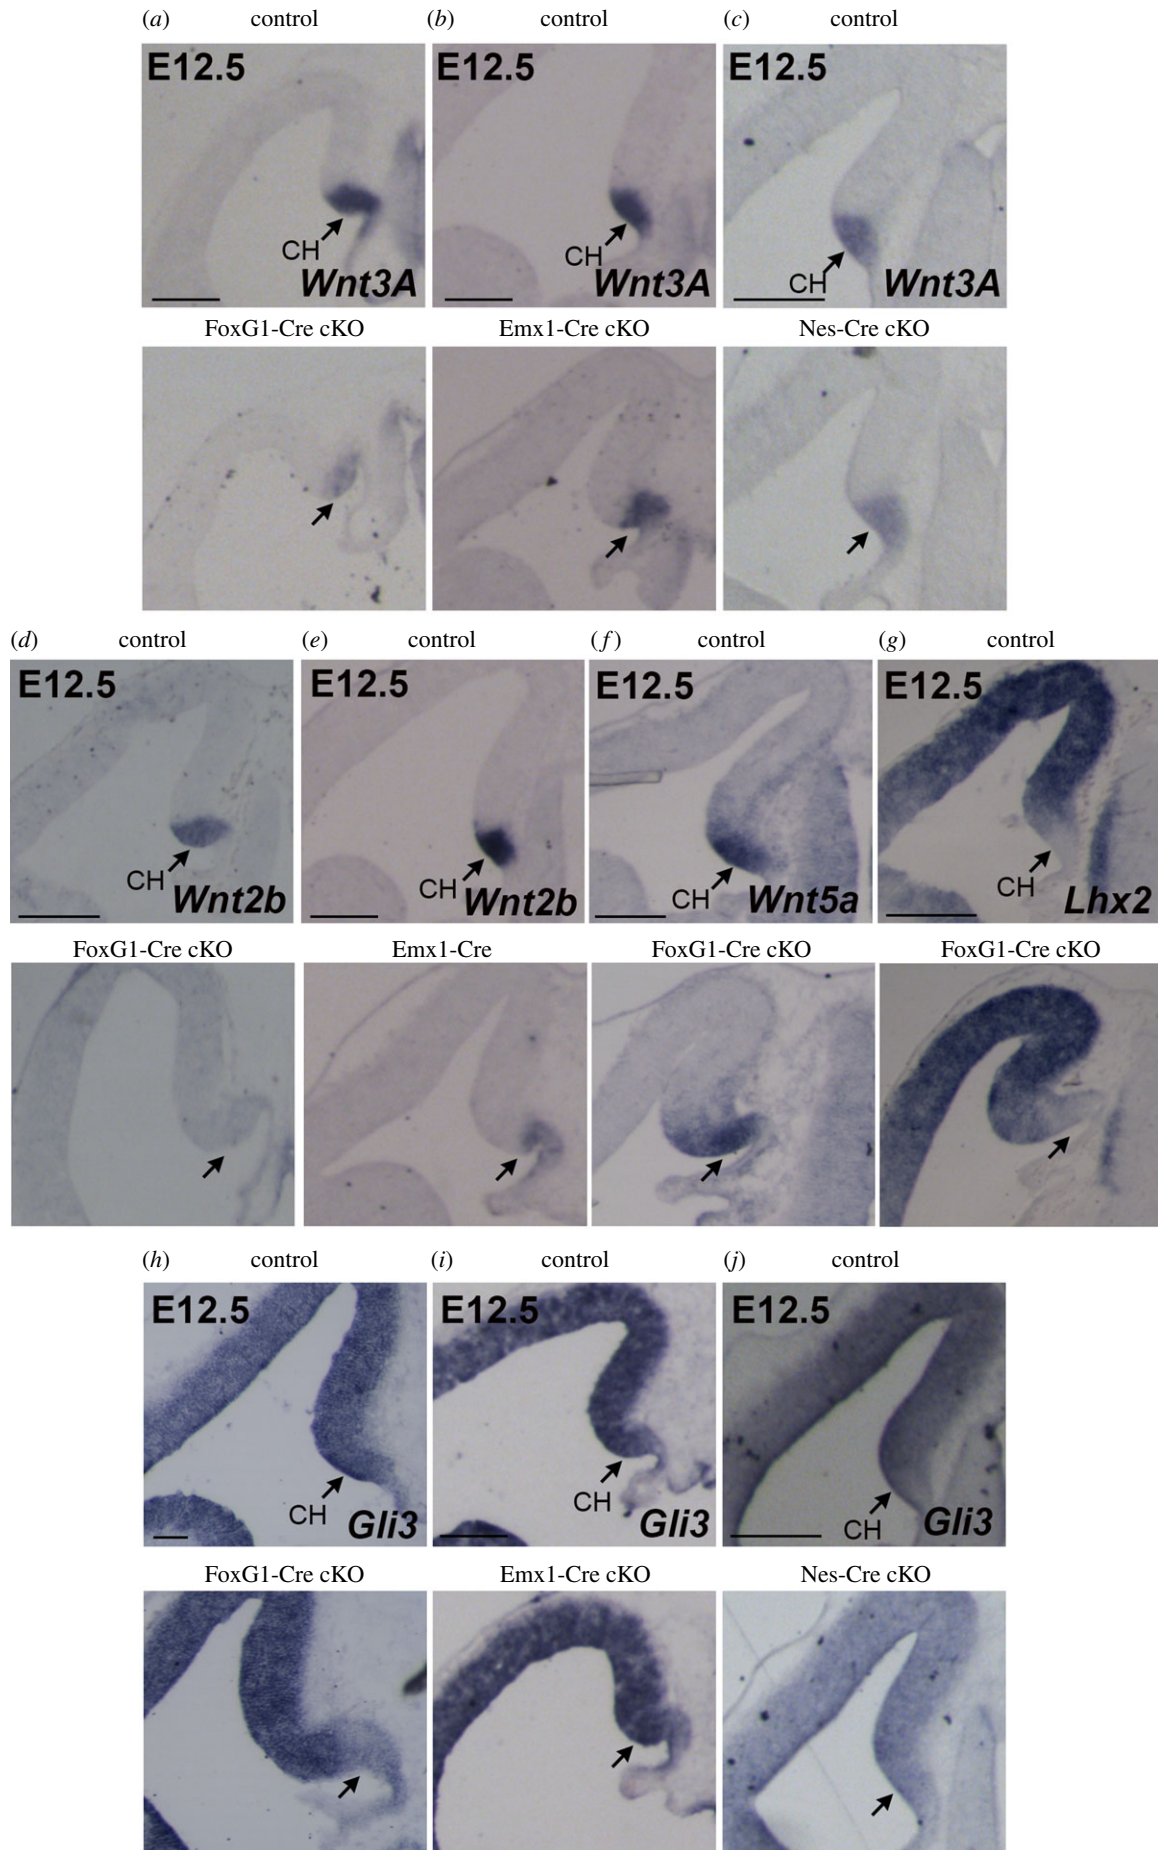 (a) control (b) control (c) control
E12.5 E12.5 E12.5
CH CH CH
Wnt3A Wnt3A Wnt3A
FoxG1-Cre cKO Emx1-Cre cKO Nes-Cre cKO
(d) control (e) control (f) control (g) control
E12.5 E12.5 E12.5 E12.5
CH CH CH CH
Wnt2b Wnt2b Wnt5a Lhx2
FoxG1-Cre cKO Emx1-Cre FoxG1-Cre cKO FoxG1-Cre cKO
(h) control (i) control (j) control
E12.5 E12.5 E12.5
CH CH CH
Gli3 Gli3 Gli3
FoxG1-Cre cKO Emx1-Cre cKO Nes-Cre cKO